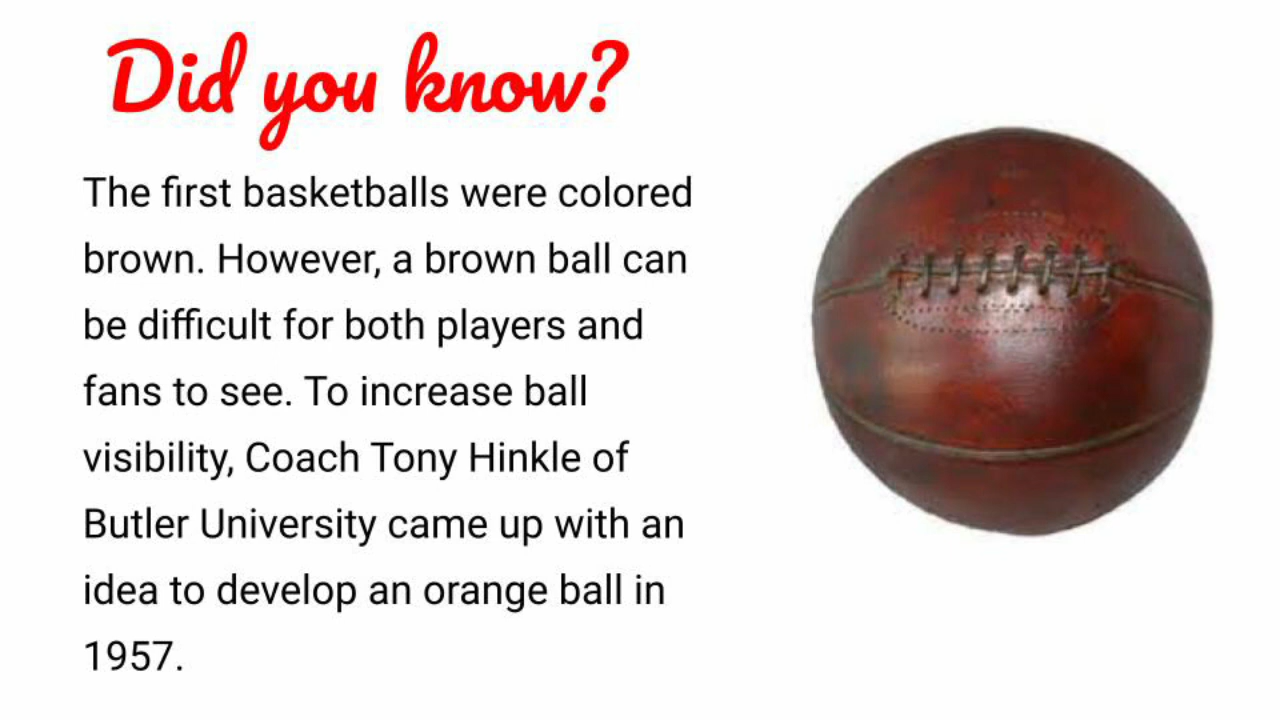 Did you know?
The first basketballs were colored
brown. However, a brown ball can
be difficult for both players and
fans to see. To increase ball
visibility, Coach Tony Hinkle of
Butler University came up with an
idea to develop an orange ball in
1957.